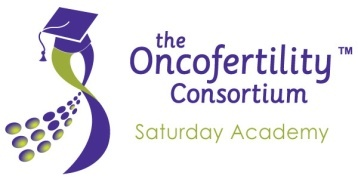 the
Oncofertility™
Consortium
Saturday Academy